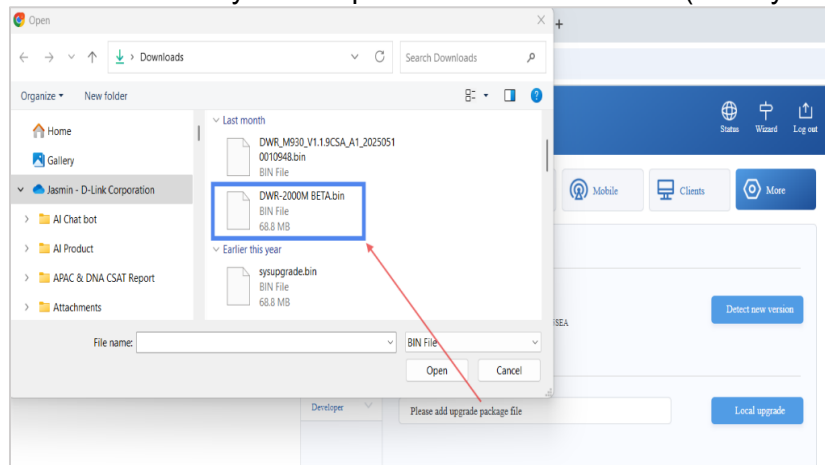 Open
Downloads
Search Downloads
Organize
New folder
Home
Gallery
Jasmin - D-Link Corporation
AI Chat bot
AI Product
APAC & DNA CSAT Report
Attachments
Last month
DWR_M930_V1.1.9CSA_A1_2025051
0010948.bin
BIN File
DWR-2000M BETA.bin
BIN File
68.8 MB
Earlier this year
sysupgrade.bin
BIN File
68.8 MB
File name:
BIN File
Open
Cancel
Status Wizard Log out
Mobile
Clients
More
Detect new version
Developer
Please add upgrade package file
Local upgrade